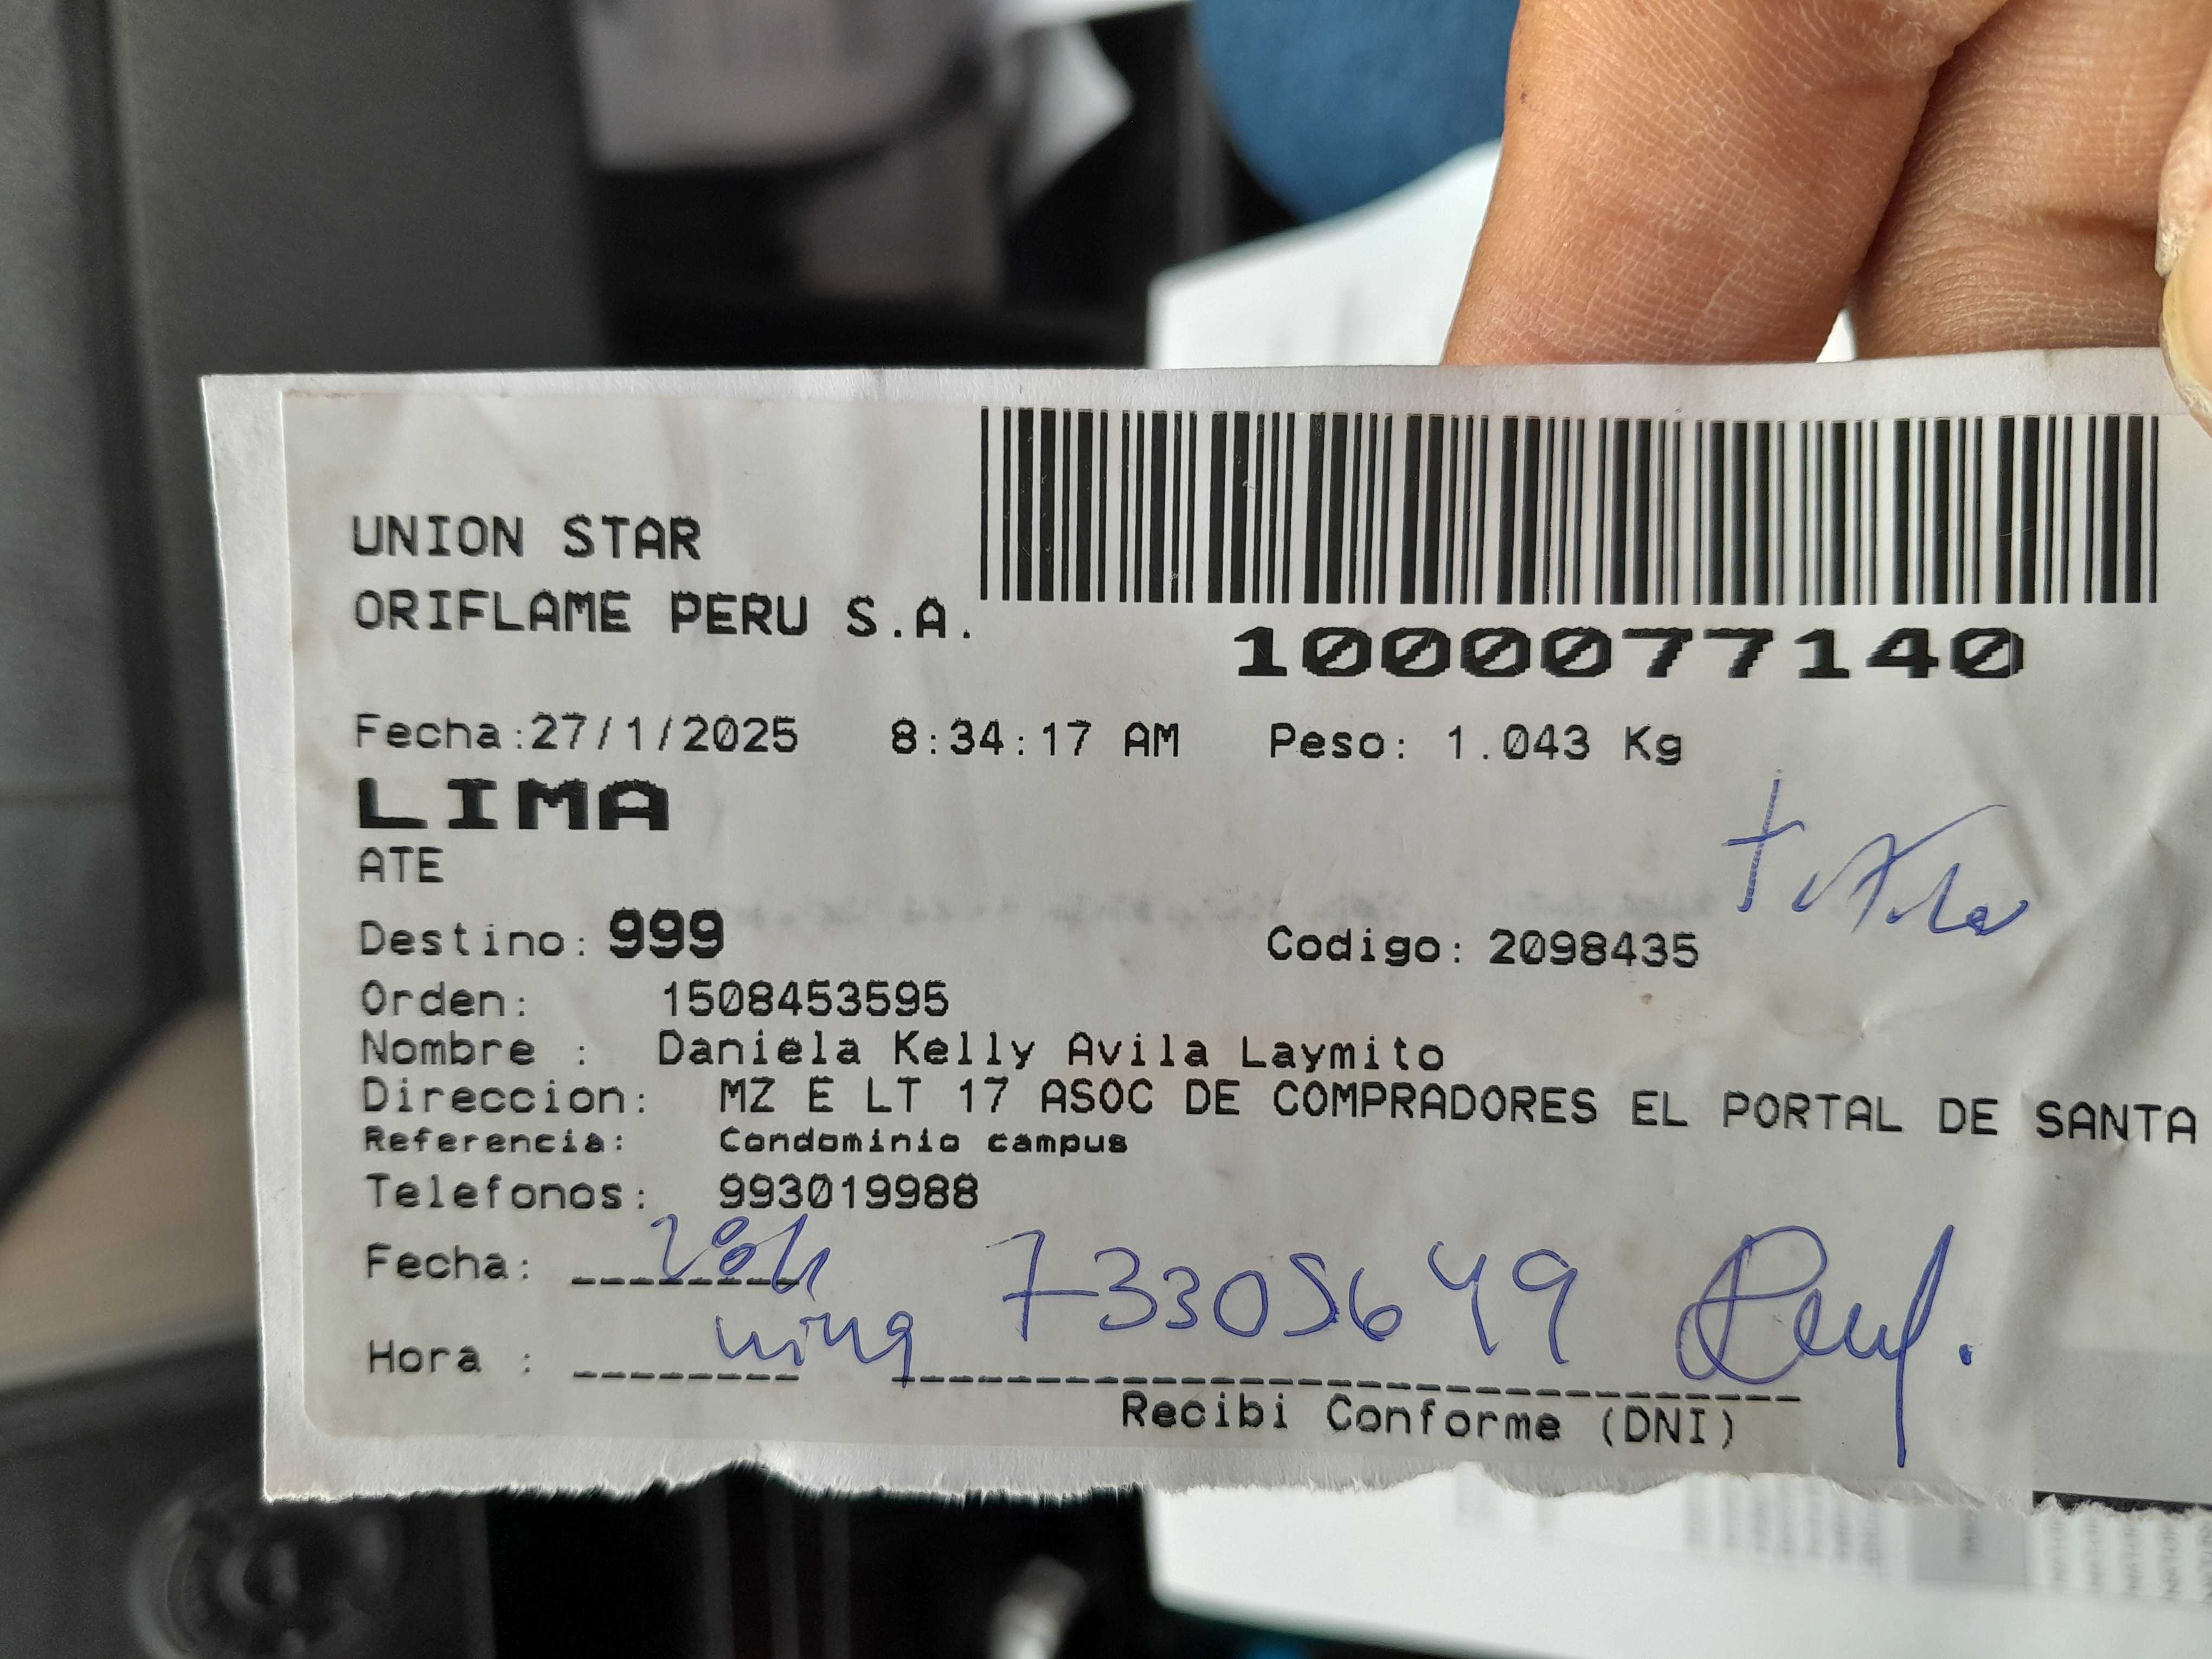 UNION STAR
ORIFLAME PERU S.A.
1000077140
Fecha:27/1/2025 8:34:17 AM Peso: 1.043 Kg
LIMA
ATE
Destino: 999 Codigo: 2098435
Orden: 1508453595
Nombre : Daniela Kelly Avila Laymito
Direccion: MZ E LT 17 ASOC DE COMPRADORES EL PORTAL DE SANTA
Referencia: Condominio campus
Telefonos: 993019988
Fecha:
73305649
Hora :
Recibi Conforme (DNI)